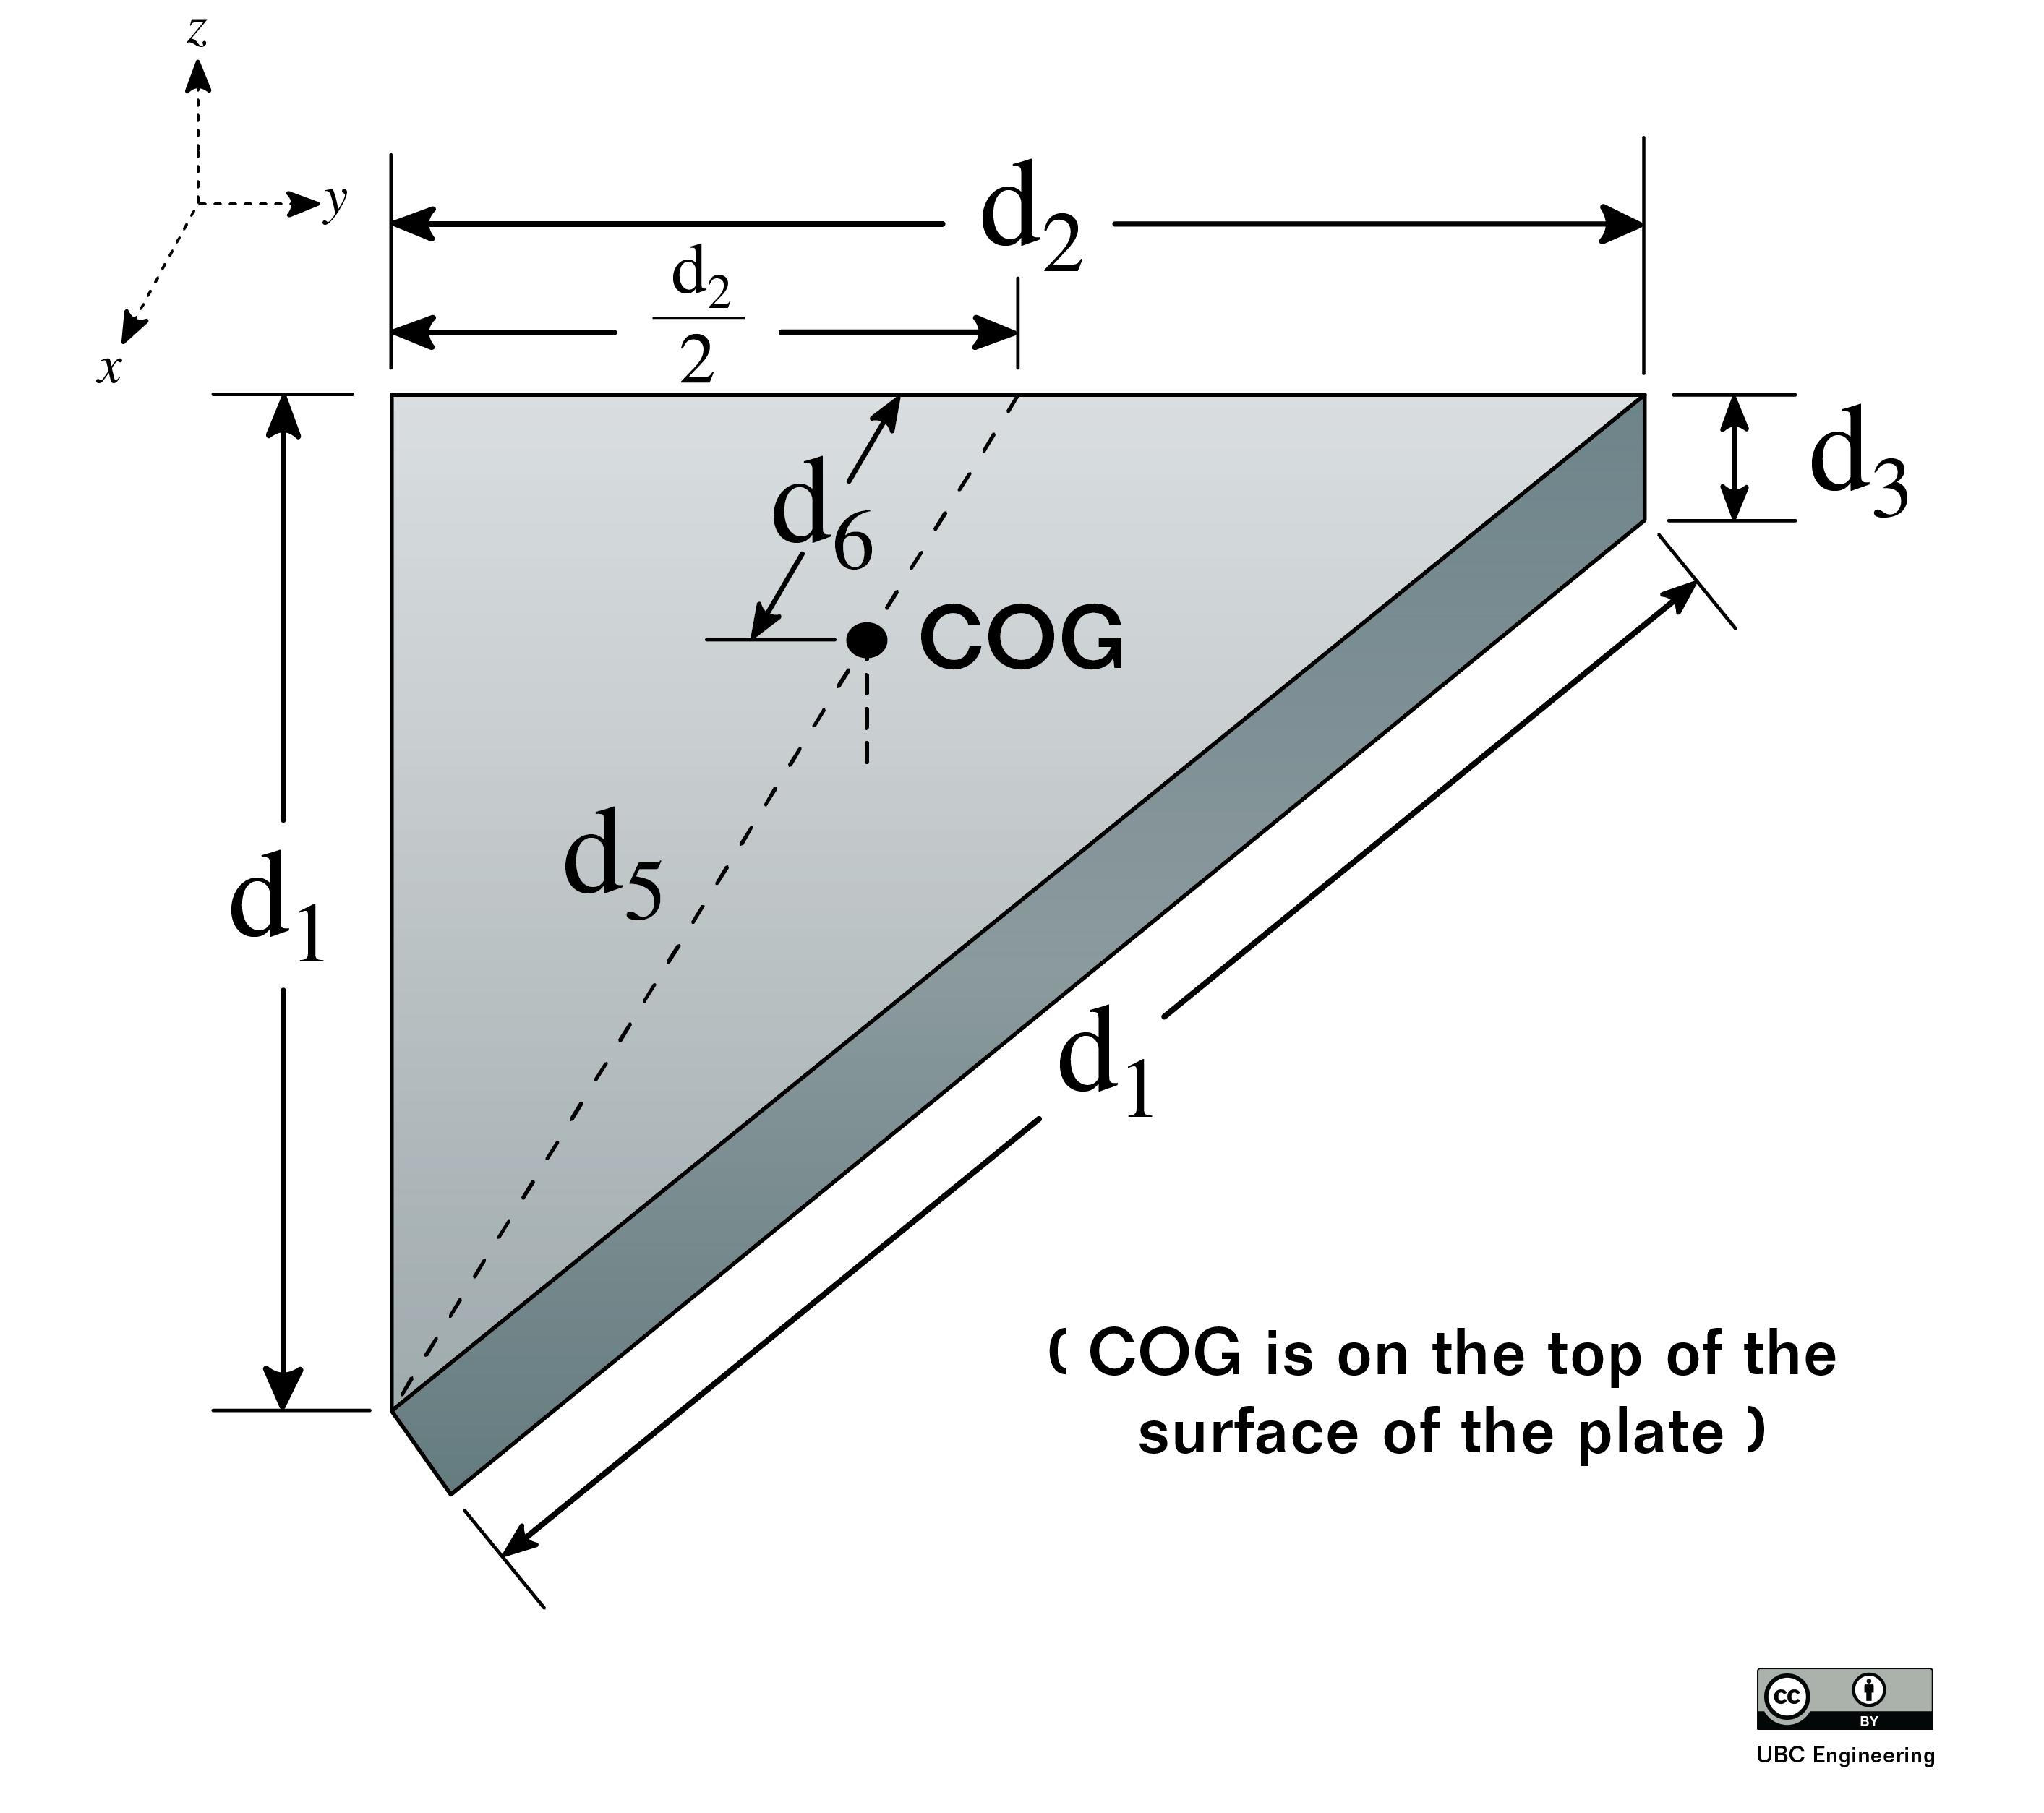 z
y
x
d2
d2
2
d3
d6
COG
d5
d1
d1
( COG is on the top of the
surface of the plate )
cc
BY
UBC Engineering